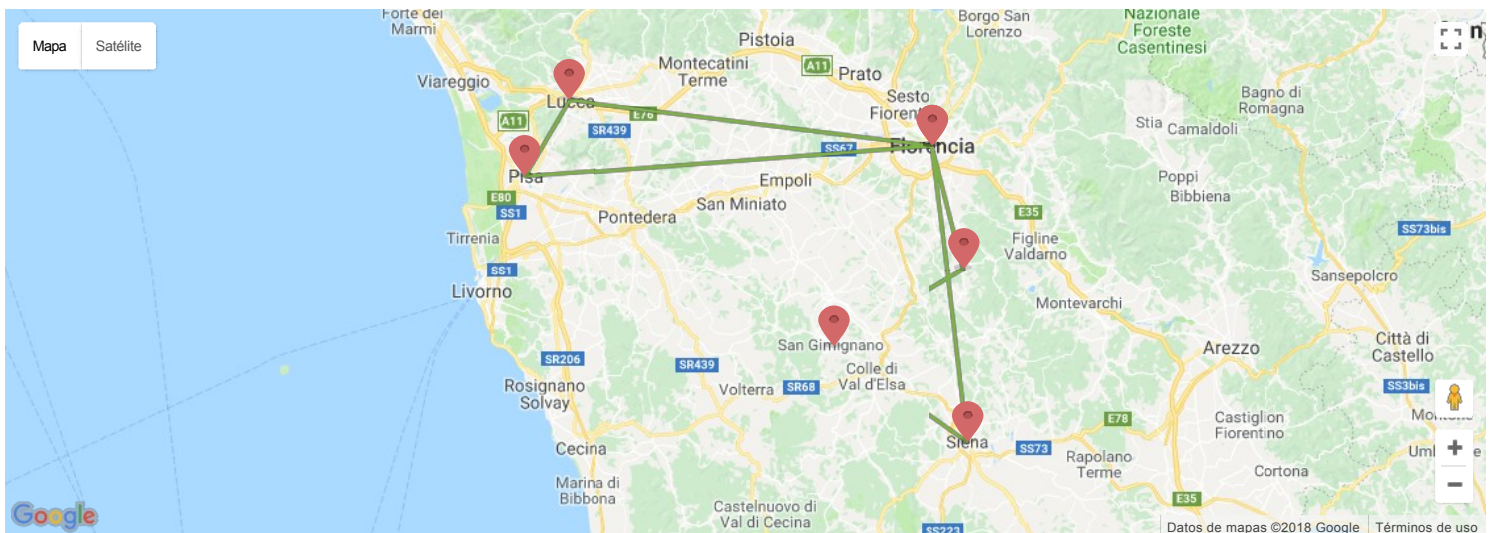 Forte dei
Marmi
Borgo San
Lorenzo
Nazionale
Foreste
Casentinesi
Mapa
Satélite
Pistoia
Montecatini
Terme
A11
Prato
Viareggio
Bagno di
Romagna
Lucca
E76
Sesto
Fiorent
A11
SR439
Stia
Camaldoli
SS67
Florencia
Pisa
Empoli
Poppi
Bibbiena
E80
SS1
San Miniato
Pontedera
E35
SS73bis
Tirrenia
Figline
Valdarno
SS1
Sansepolcro
Livorno
Montevarchi
San Gimignano
Città di
Castello
Arezzo
SR206
SR439
Colle di
Val d'Elsa
Rosignano
Solvay
Volterra
SR68
SS3bis
E78
Castiglion
Fiorentino
Siena
SS73
Cecina
Rapolano
Terme
Cortona
Marina di
Bibbona
E35
Castelnuovo di
Val di Cecina
Google
SS223
Datos de mapas ©2018 Google
Términos de uso